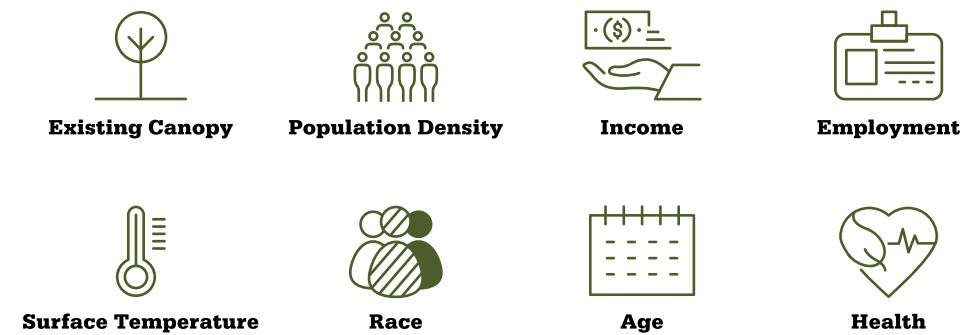 Existing Canopy
Population Density
($)
Income
Employment
Surface Temperature
Race
Age
Health